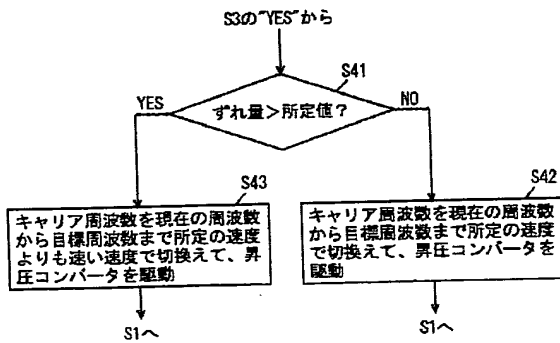 S3の"YES"から
S41
YES
ずれ量>所定値?
NO
S43
キャリア周波数を現在の周波数
から目標周波数まで所定の速度
よりも速い速度で切換えて、昇
圧コンバータを駆動
S42
キャリア周波数を現在の周波数
から目標周波数まで所定の速度
で切換えて、昇圧コンバータを
駆動
S1へ
S1へ